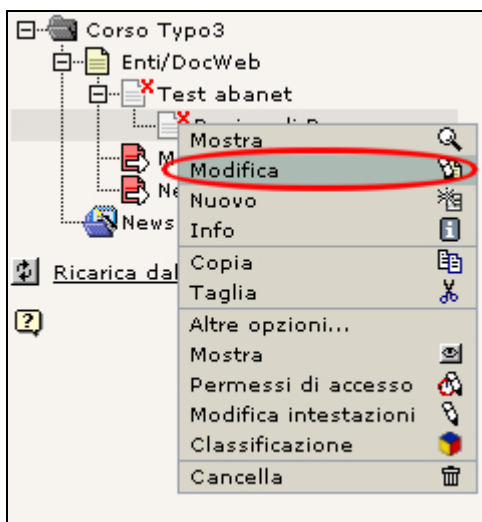 Corso Typo3
Enti/DocWeb
Test abanet
Mostra
Modifica
Nuovo
News
Info
Copia
Ricarica dal
Taglia
?
Altre opzioni...
Mostra
Permessi di accesso
Modifica intestazioni
Classificazione
Cancella